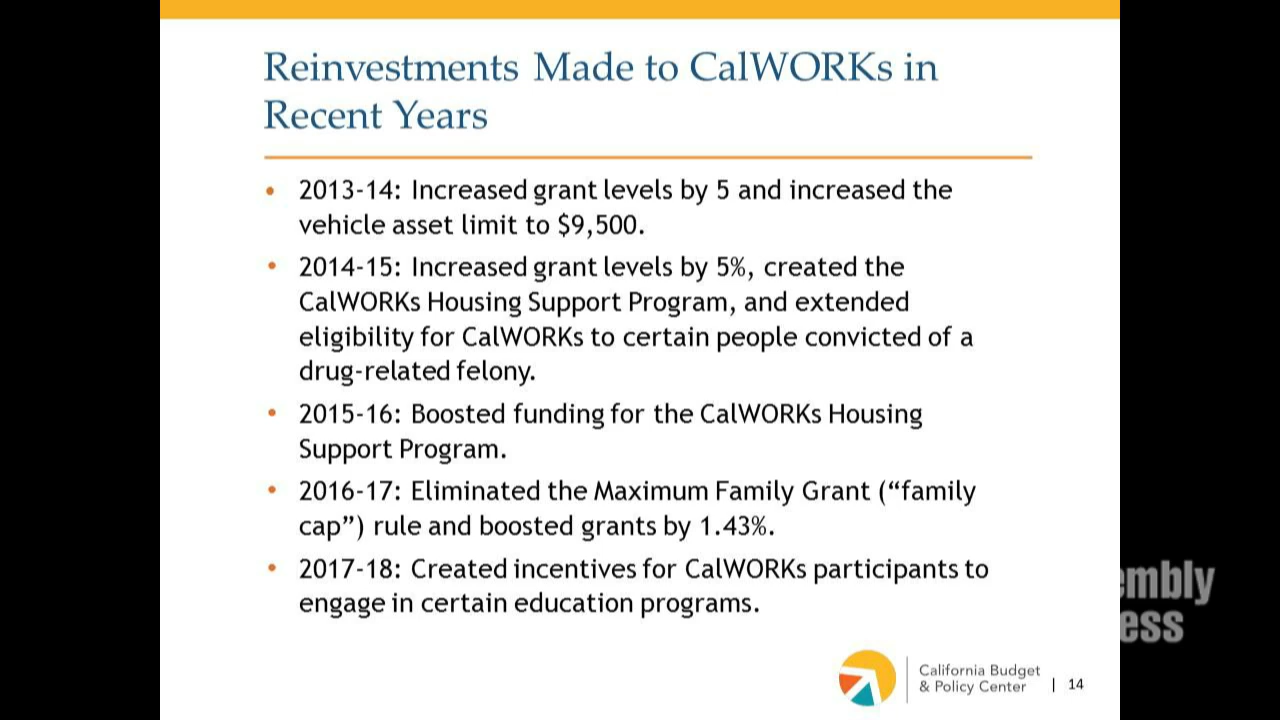 Reinvestments Made to CalWORKs in
Recent Years
• 2013-14: Increased grant levels by 5 and increased the
vehicle asset limit to $9,500.
• 2014-15: Increased grant levels by 5%, created the
CalWORKs Housing Support Program, and extended
eligibility for CalWORKs to certain people convicted of a
drug-related felony.
• 2015-16: Boosted funding for the CalWORKs Housing
Support Program.
• 2016-17: Eliminated the Maximum Family Grant (“family
cap”) rule and boosted grants by 1.43%.
• 2017-18: Created incentives for CalWORKs participants to
engage in certain education programs.
embly
ess
California Budget
& Policy Center | 14